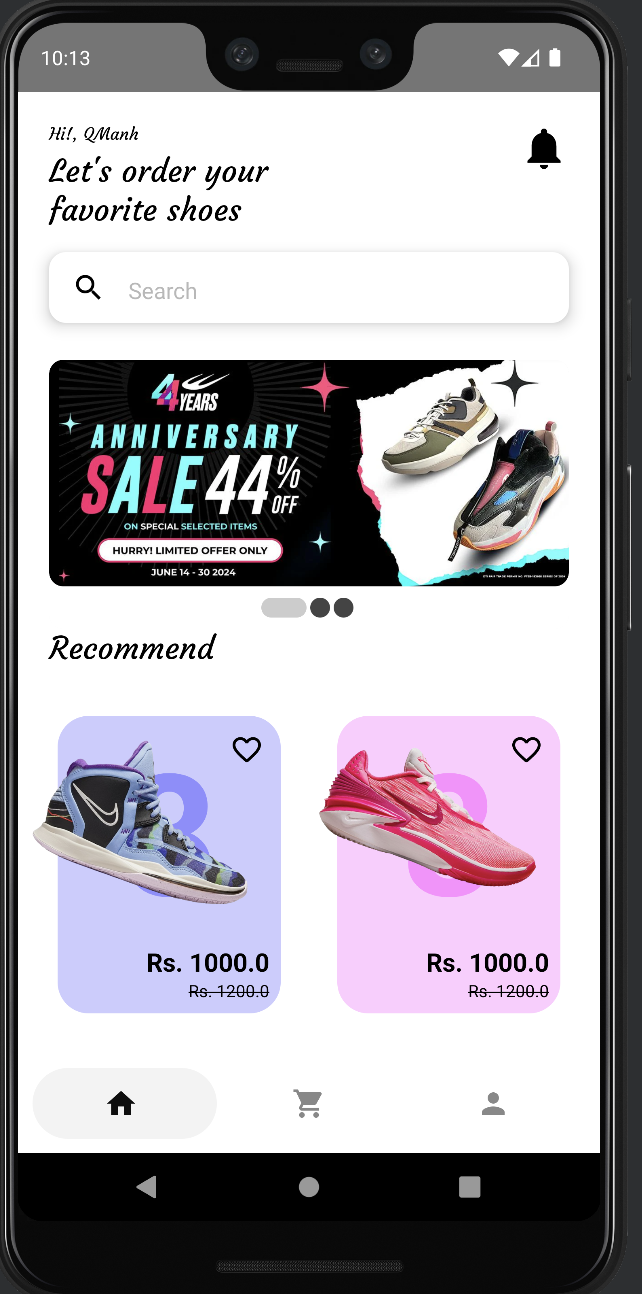 10:13
Hi!, QManh
Let's order your
favorite shoes
Search
44 YEARS
ANNIVERSARY
SALE 44% OFF
ON SPECIAL SELECTED ITEMS
HURRY! LIMITED OFFER ONLY
JUNE 14 - 30 2024
Recommend
8
8
Rs. 1000.0
Rs. 1200.0
Rs. 1000.0
Rs. 1200.0